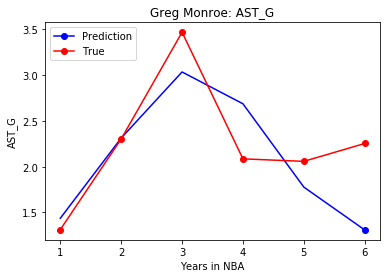 Greg Monroe: AST_G
Prediction
True
AST_G
3.5
3.0
2.5
2.0
1.5
1 2 3 4 5 6
Years in NBA